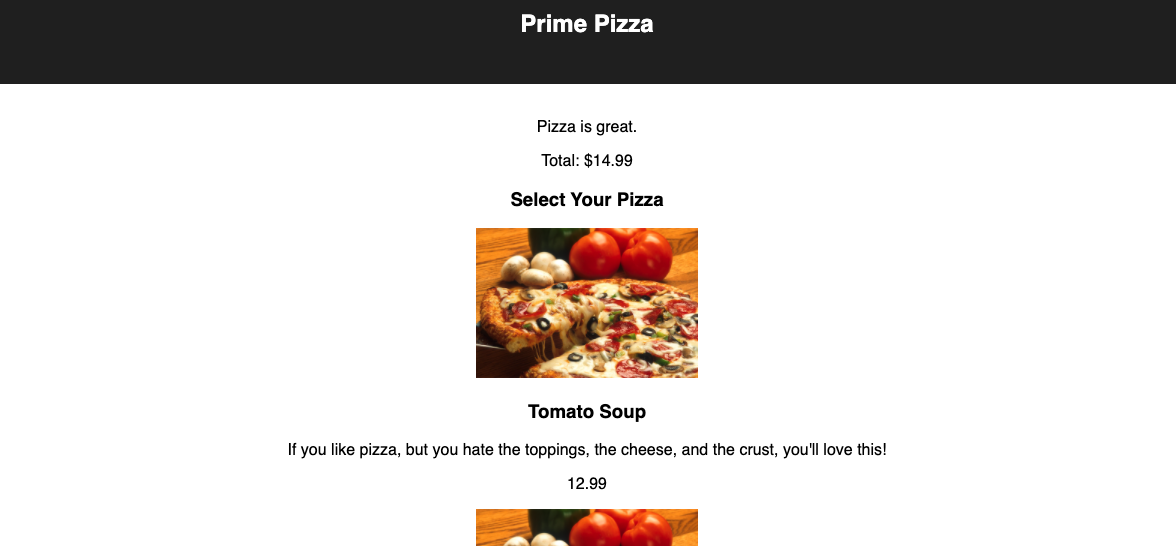 Prime Pizza
Pizza is great.
Total: $14.99
Select Your Pizza
Tomato Soup
If you like pizza, but you hate the toppings, the cheese, and the crust, you'll love this!
12.99